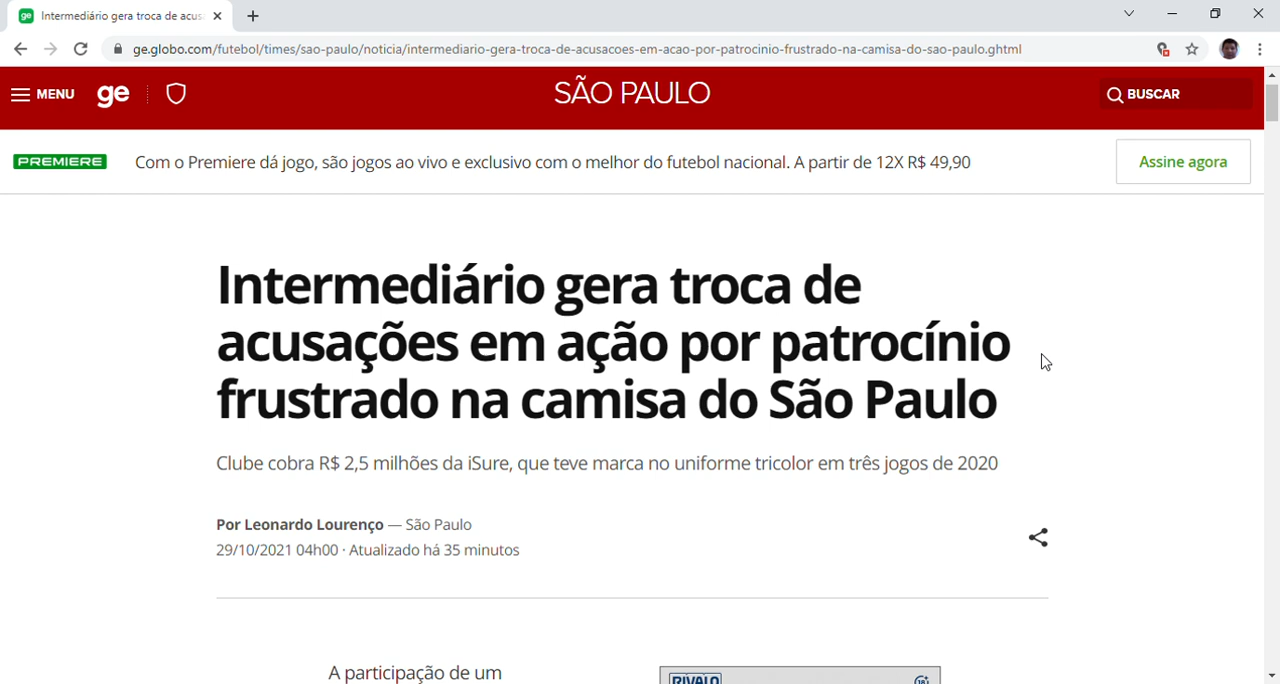 Intermediário gera troca de acus
ge.globo.com/futebol/times/sao-paulo/noticia/intermediario-gera-troca-de-acusacoes-em-acao-por-patrocinio-frustrado-na-camisa-do-sao-paulo.ghtml
MENU
ge
SÃO PAULO
BUSCAR
PREMIERE
Com o Premiere dá jogo, são jogos ao vivo e exclusivo com o melhor do futebol nacional. A partir de 12X R$ 49,90
Assine agora
Intermediário gera troca de
acusações em ação por patrocínio
frustrado na camisa do São Paulo
Clube cobra R$ 2,5 milhões da iSure, que teve marca no uniforme tricolor em três jogos de 2020
Por Leonardo Lourenço — São Paulo
29/10/2021 04h00 · Atualizado há 35 minutos
A participação de um
RIVALO